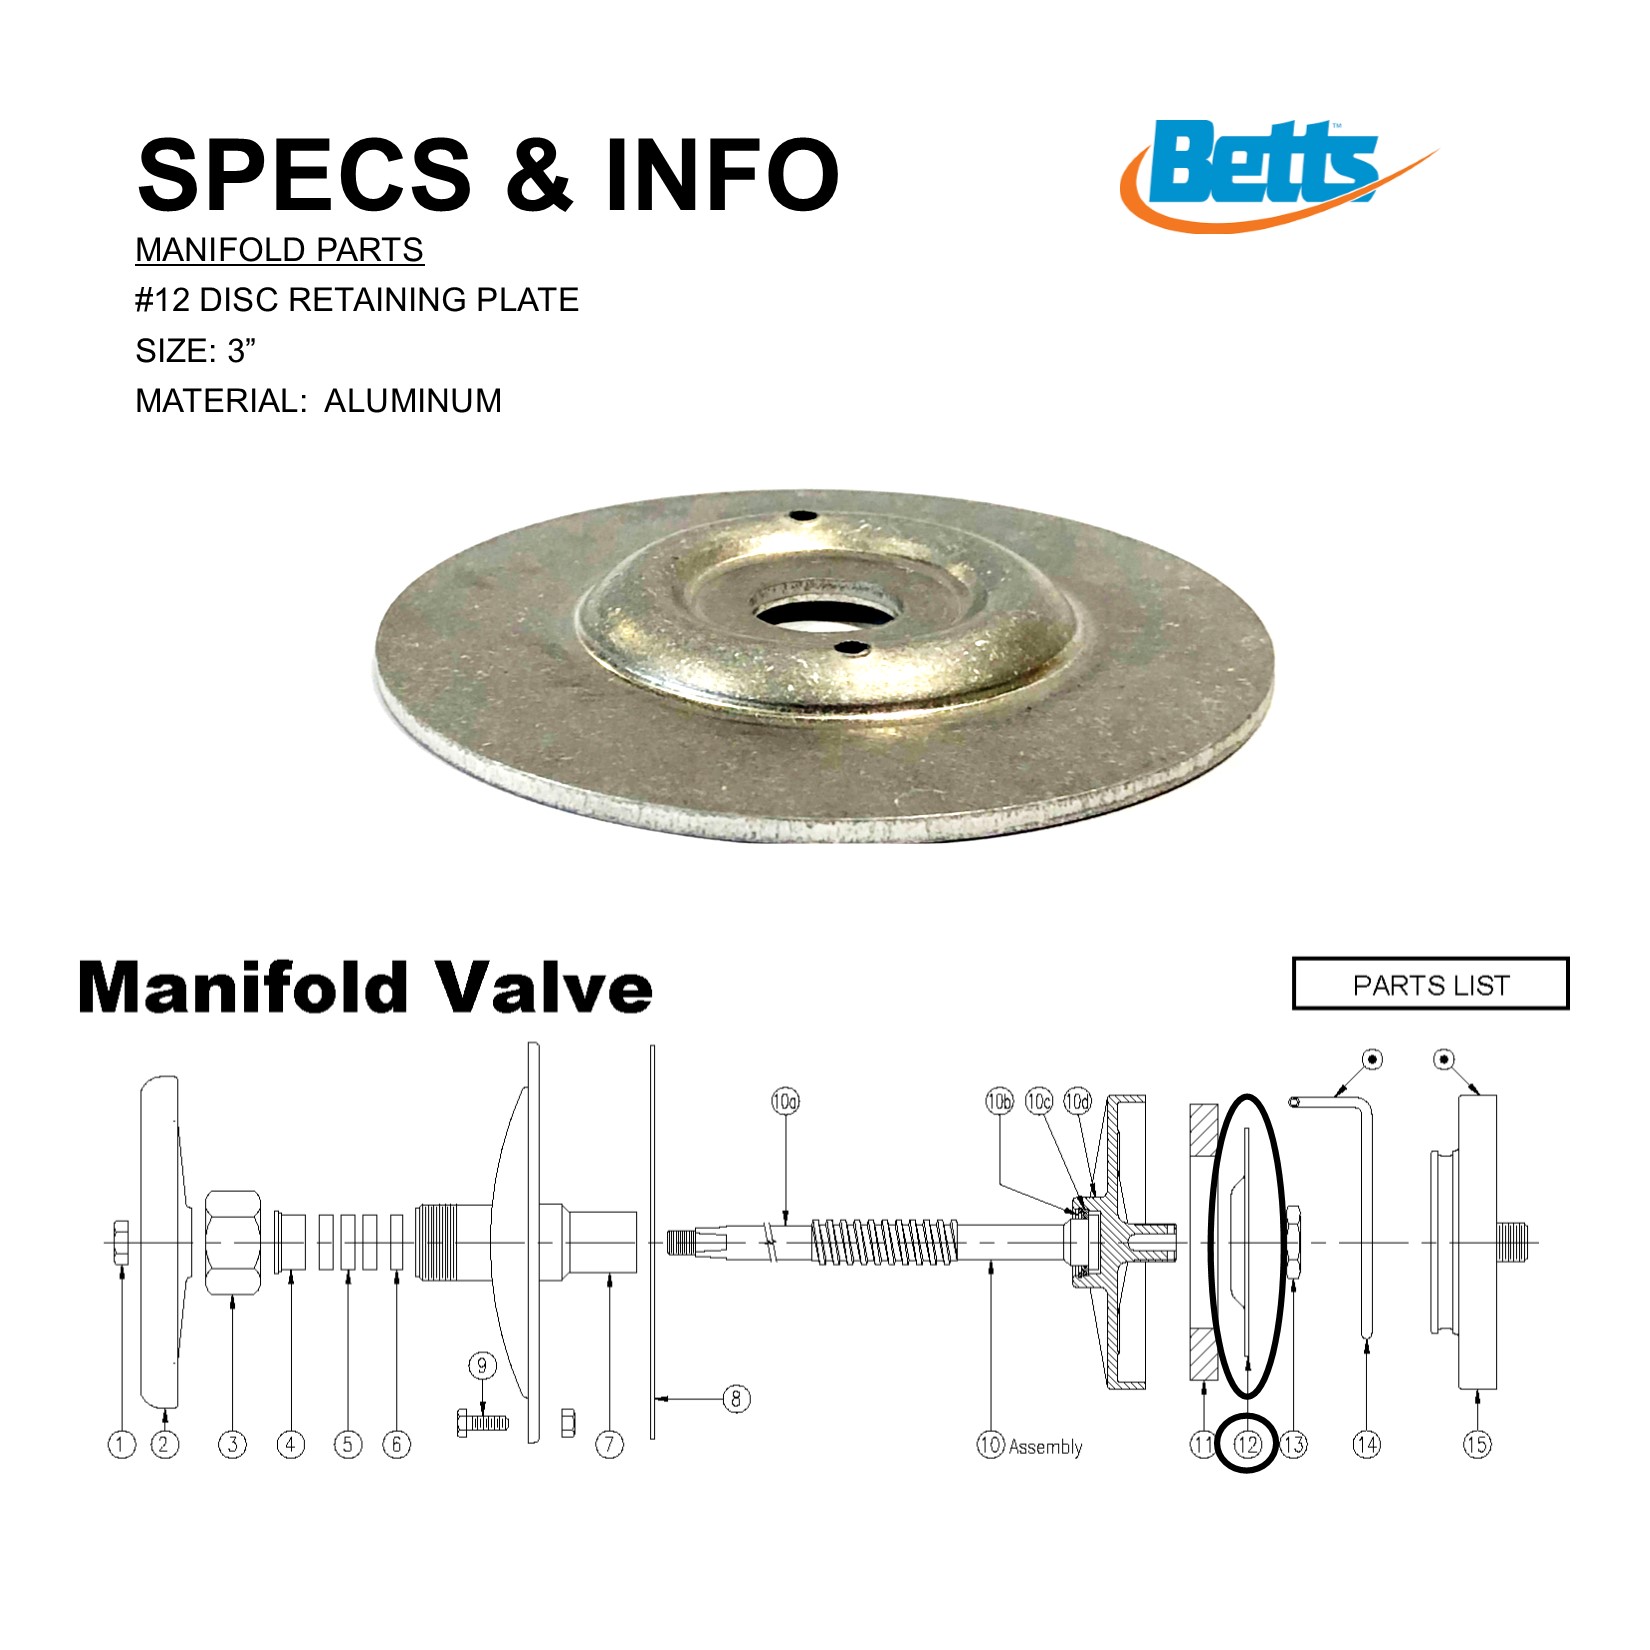 SPECS & INFO
Betts™
MANIFOLD PARTS
#12 DISC RETAINING PLATE
SIZE: 3”
MATERIAL:  ALUMINUM
Manifold Valve
PARTS LIST
10a
10b
10c
10d
9
8
1
2
3
4
5
6
7
10 Assembly
11
12
13
14
15